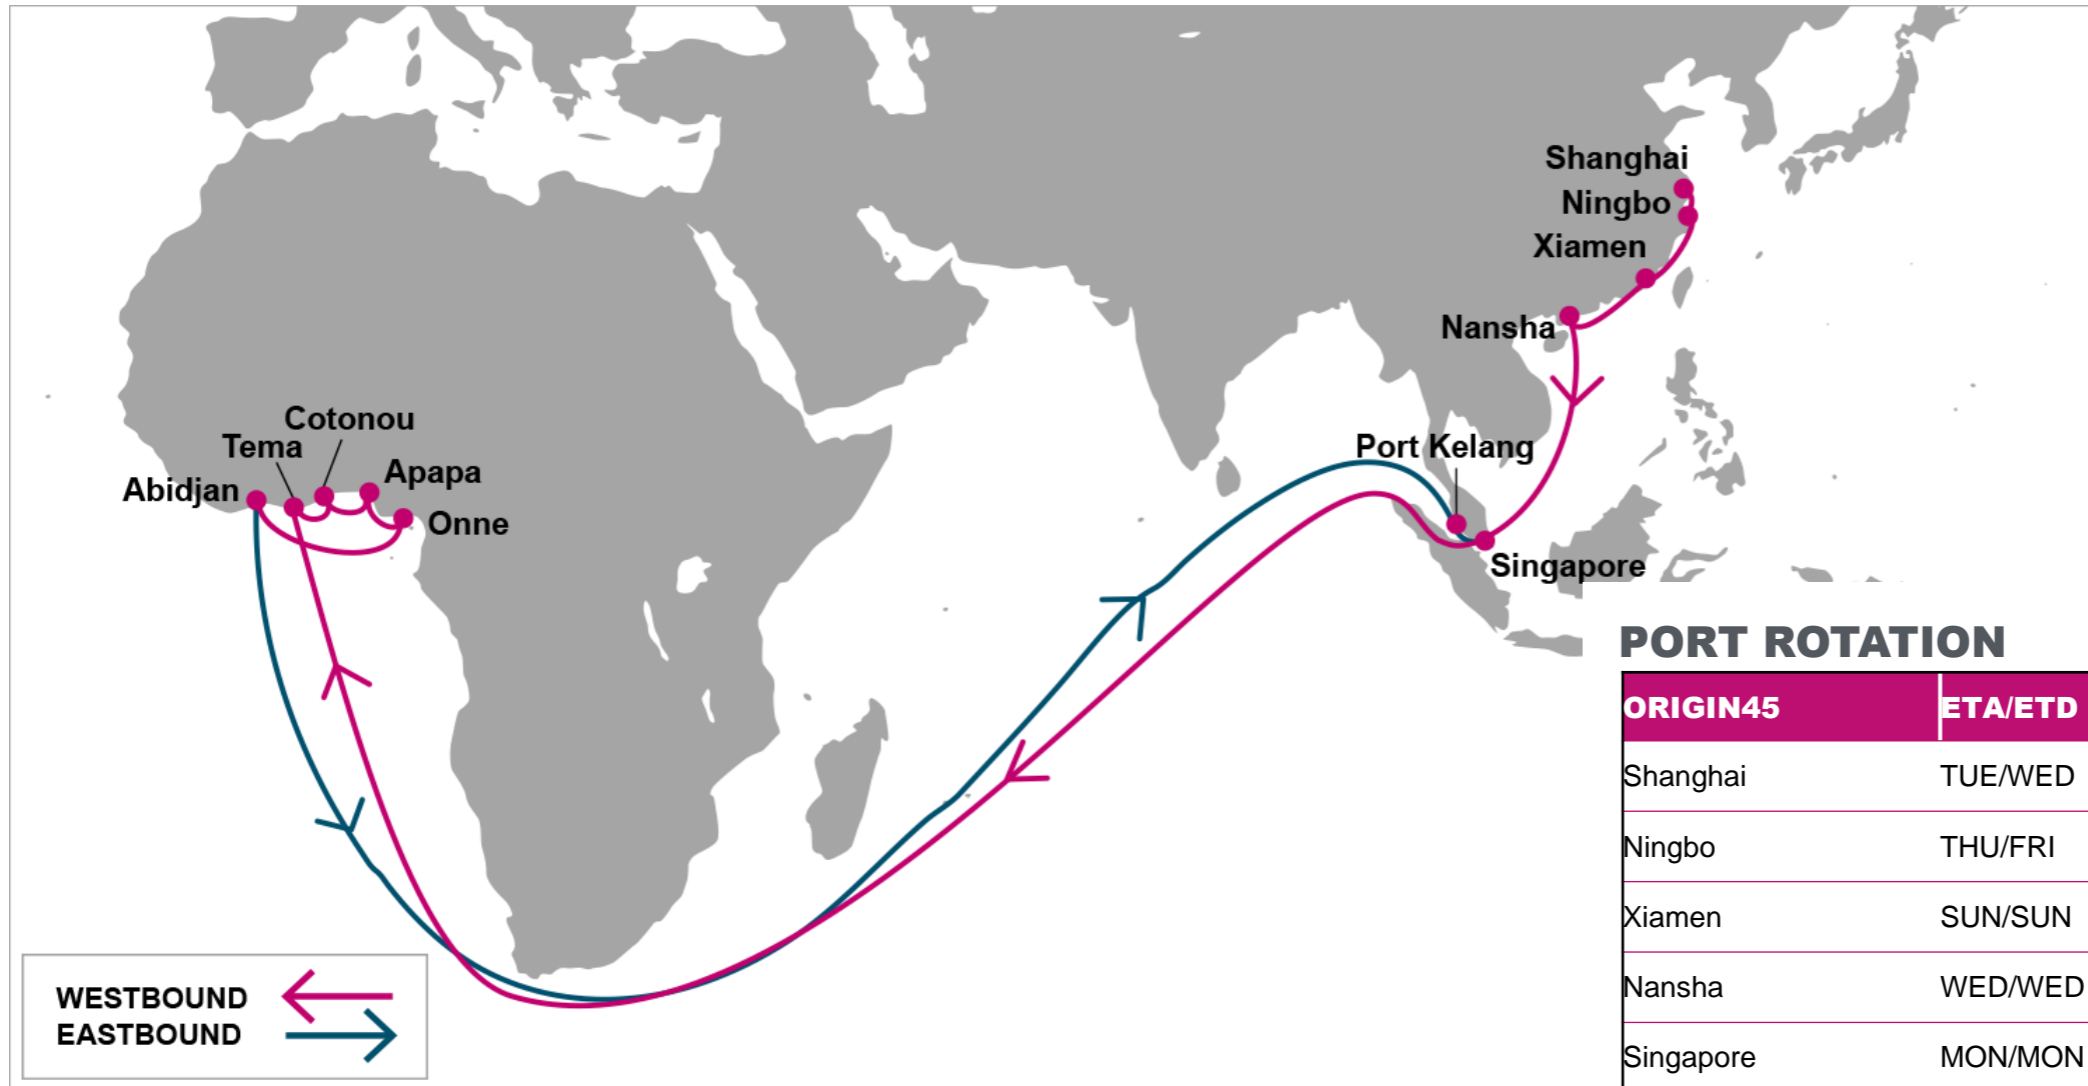 Shanghai
Ningbo
Xiamen
Nansha
Cotonou
Tema
Port Kelang
Apapa
Abidjan
Onne
Singapore
PORT ROTATION
ORIGIN45 ETA/ETD
Shanghai TUE/WED
Ningbo THU/FRI
Xiamen SUN/SUN
Nansha WED/WED
Singapore MON/MON
WESTBOUND
EASTBOUND